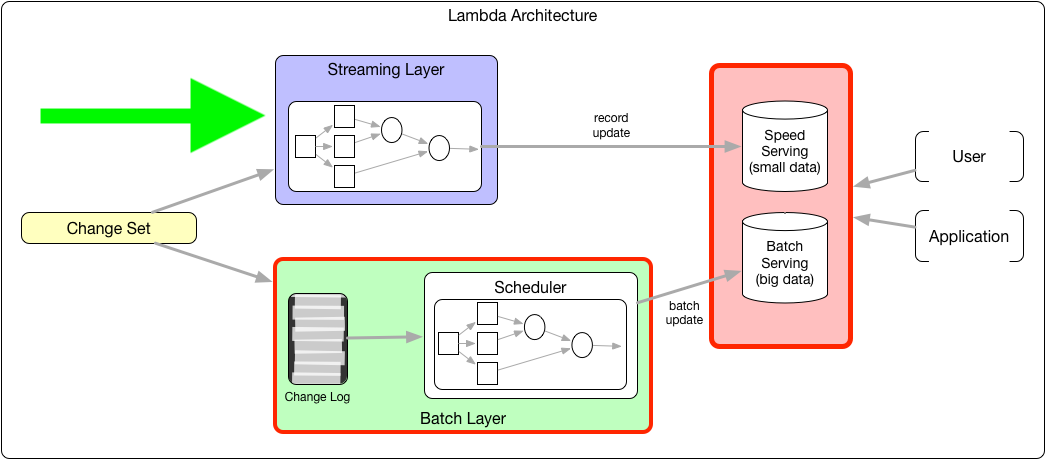 Lambda Architecture
Streaming Layer
record
update
Speed
Serving
(small data)
User
Change Set
Application
Batch
Serving
(big data)
Scheduler
batch
update
Change Log
Batch Layer